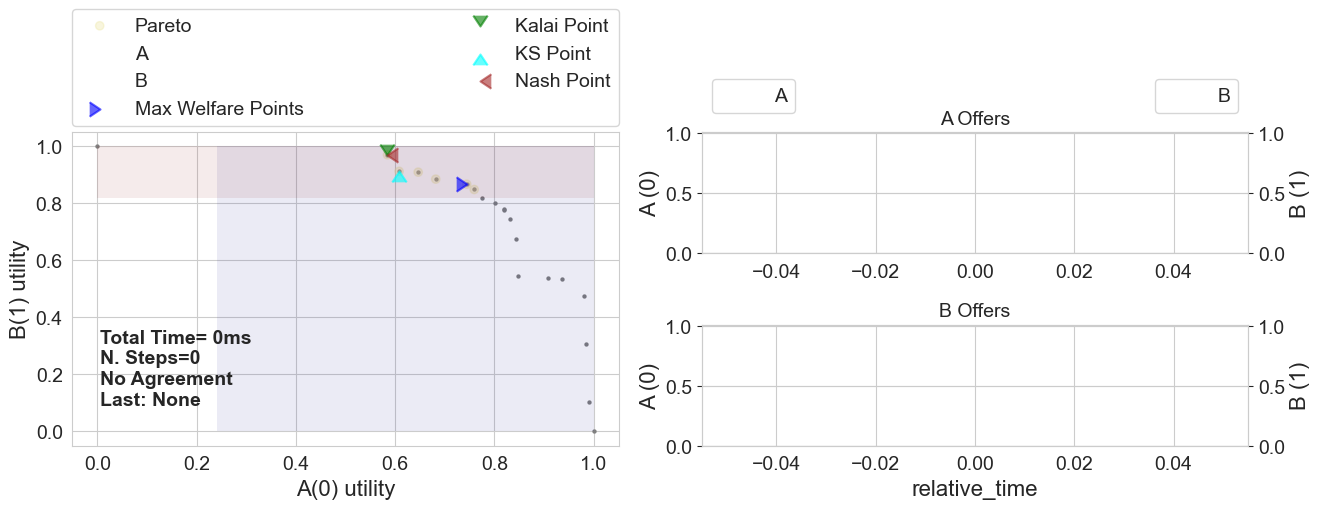 Pareto
A
B
Max Welfare Points
Kalai Point
KS Point
Nash Point
1.0
0.8
0.6
0.4
0.2
0.0
B(1) utility
Total Time= 0ms
N. Steps=0
No Agreement
Last: None
0.0 0.2 0.4 0.6 0.8 1.0
A(0) utility
A B
A Offers
1.0 1.0
0.5 0.5
0.0 0.0
A (0) B (1)
−0.04 −0.02 0.00 0.02 0.04
B Offers
1.0 1.0
0.5 0.5
0.0 0.0
A (0) B (1)
−0.04 −0.02 0.00 0.02 0.04
relative_time